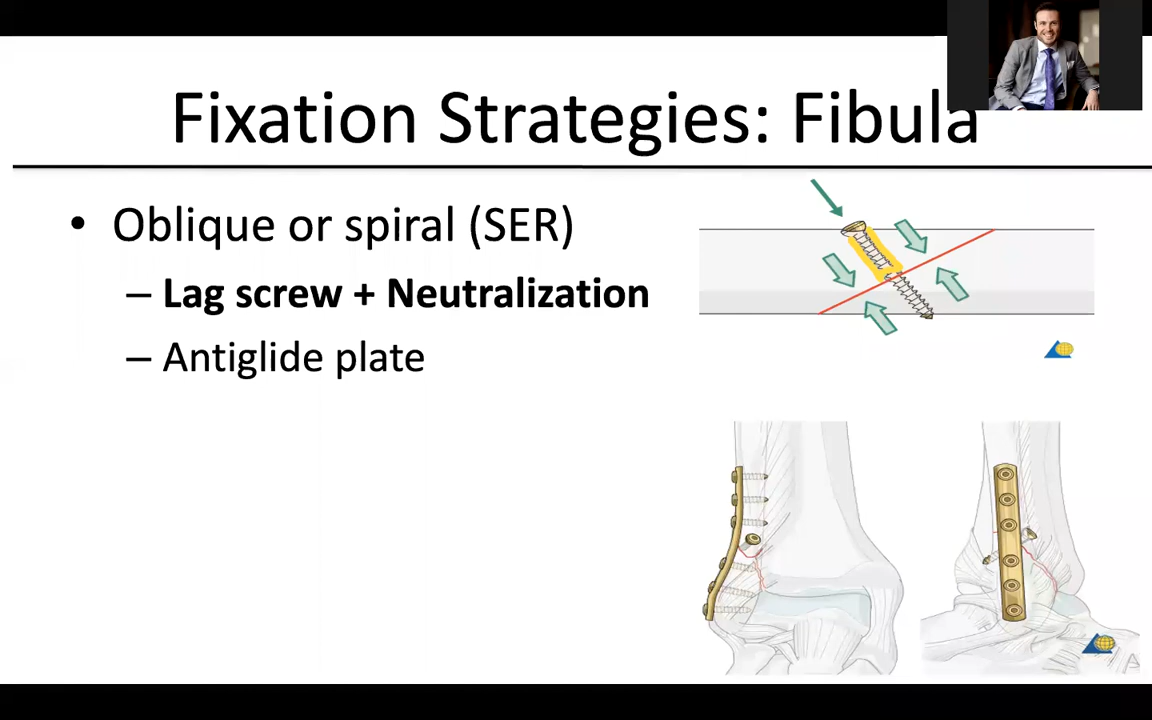 Fixation Strategies: Fibula
• Oblique or spiral (SER)
– Lag screw + Neutralization
– Antiglide plate